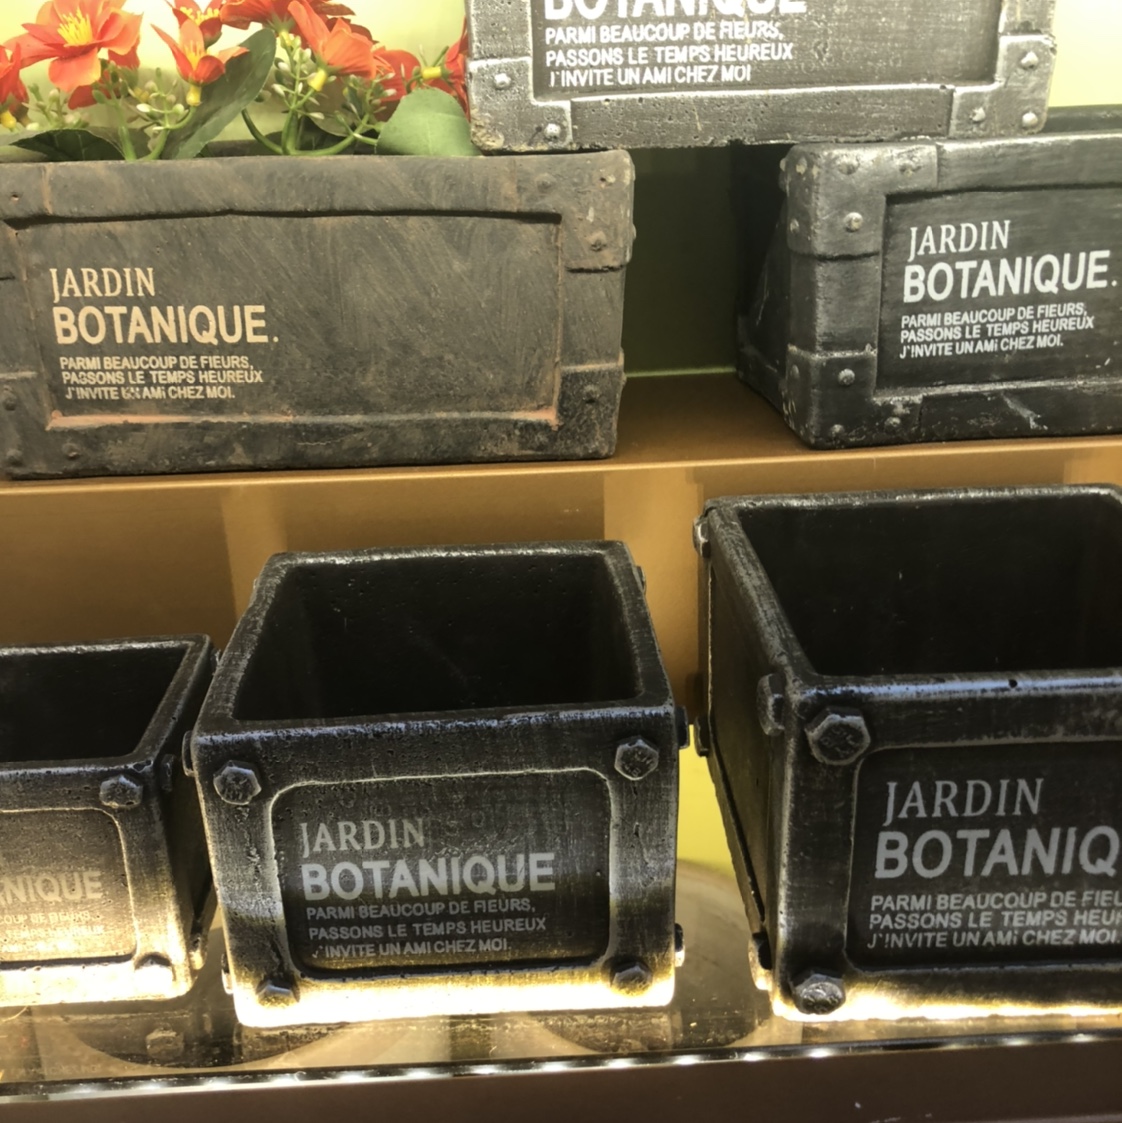 BOTANIQUE
PARMI BEAUCOUP DE FIEURS,
PASSONS LE TEMPS HEUREUX
J'INVITE UN AMI CHEZ MOI
JARDIN
BOTANIQUE.
PARMI BEAUCOUP DE FIEURS,
PASSONS LE TEMPS HEUREUX
J'INVITE UN AMi CHEZ MOI.
JARDIN
BOTANIQUE.
PARMI BEAUCOUP DE FIEURS,
PASSONS LE TEMPS HEUREUX
J'INVITE UN AMi CHEZ MOI.
NIQUE
JARDIN
BOTANIQUE
PARMI BEAUCOUP DE FIEURS,
PASSONS LE TEMPS HEUREUX
J'INVITE UN AMI CHEZ MOI.
JARDIN
BOTANIQ
PARMI BEAUCOUP DE FIEU
PASSONS LE TEMPS HEUR
J'INVITE UN AMi CHEZ MOI